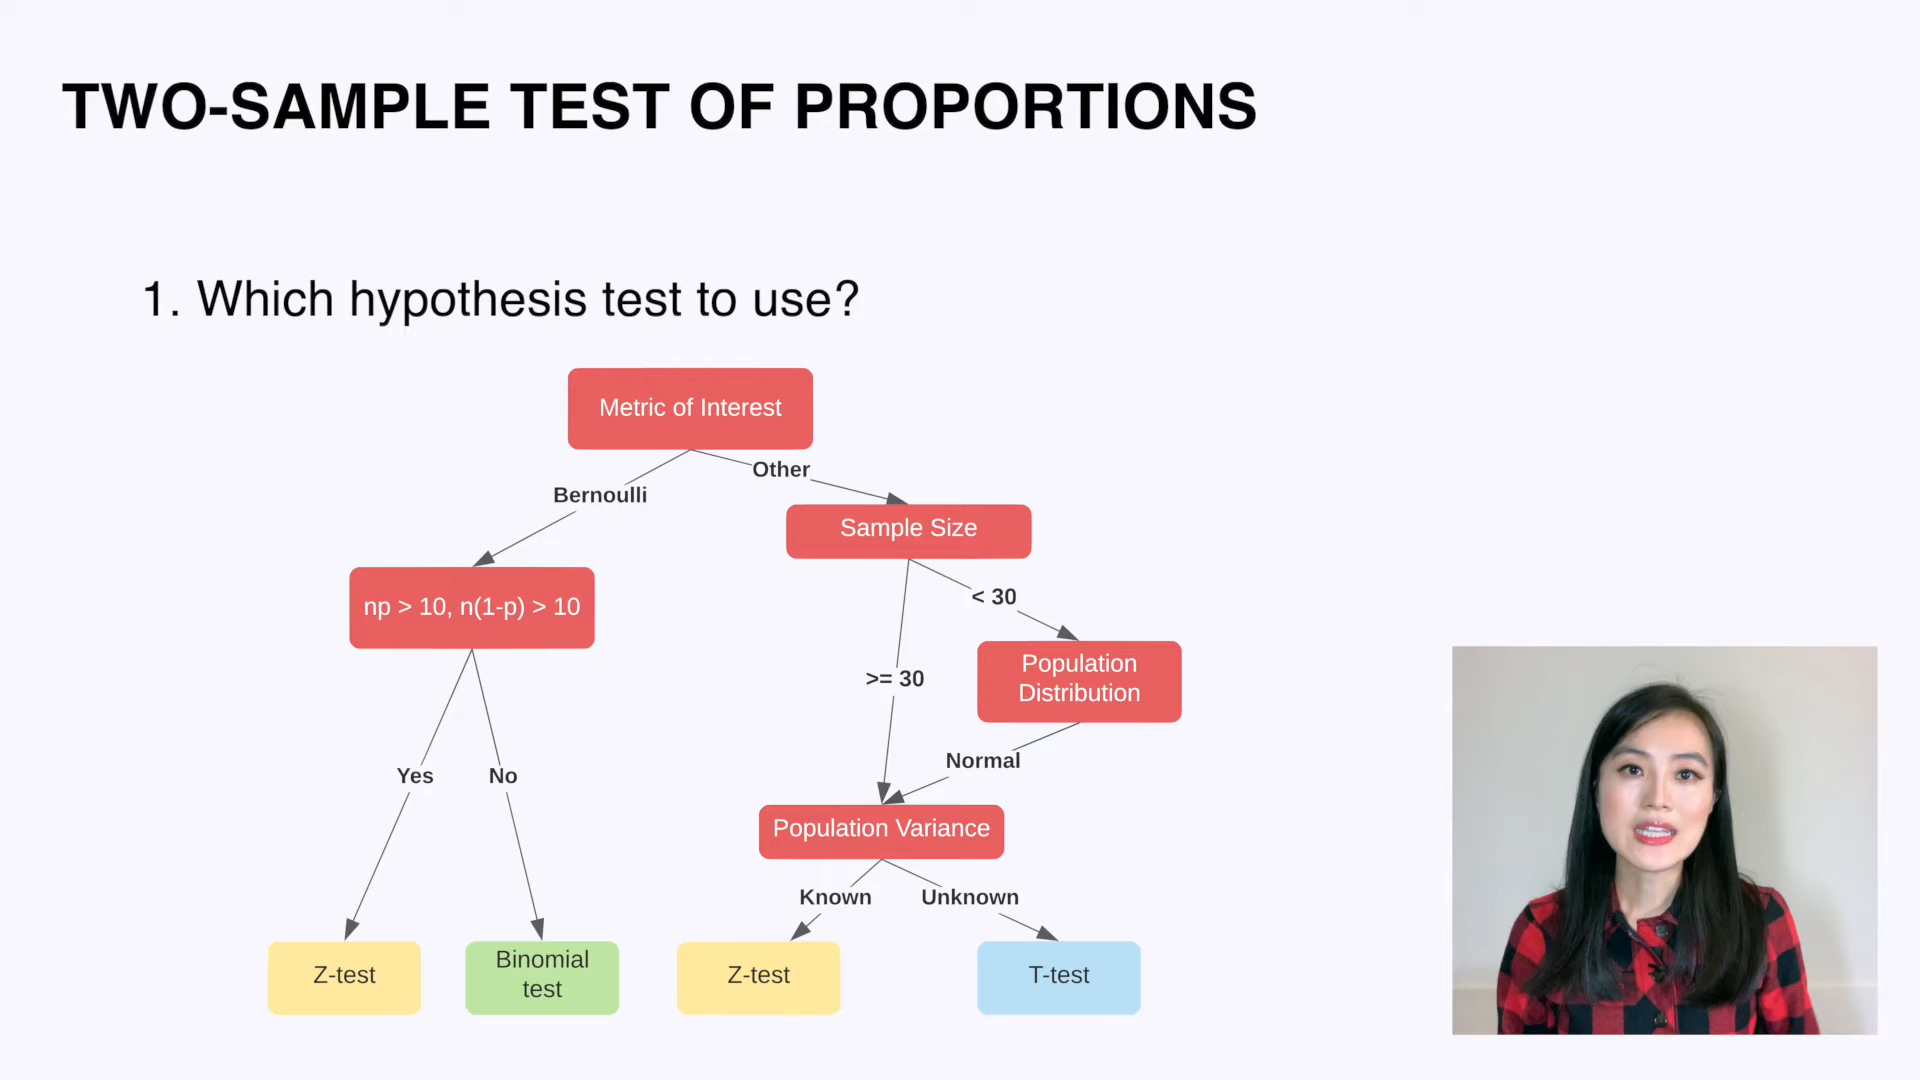 TWO-SAMPLE TEST OF PROPORTIONS
1. Which hypothesis test to use?
Metric of Interest
Other
Bernoulli
Sample Size
< 30
np > 10, n(1-p) > 10
Population
Distribution
>= 30
Normal
Yes
No
Population Variance
Known
Unknown
Z-test
Binomial
test
Z-test
T-test